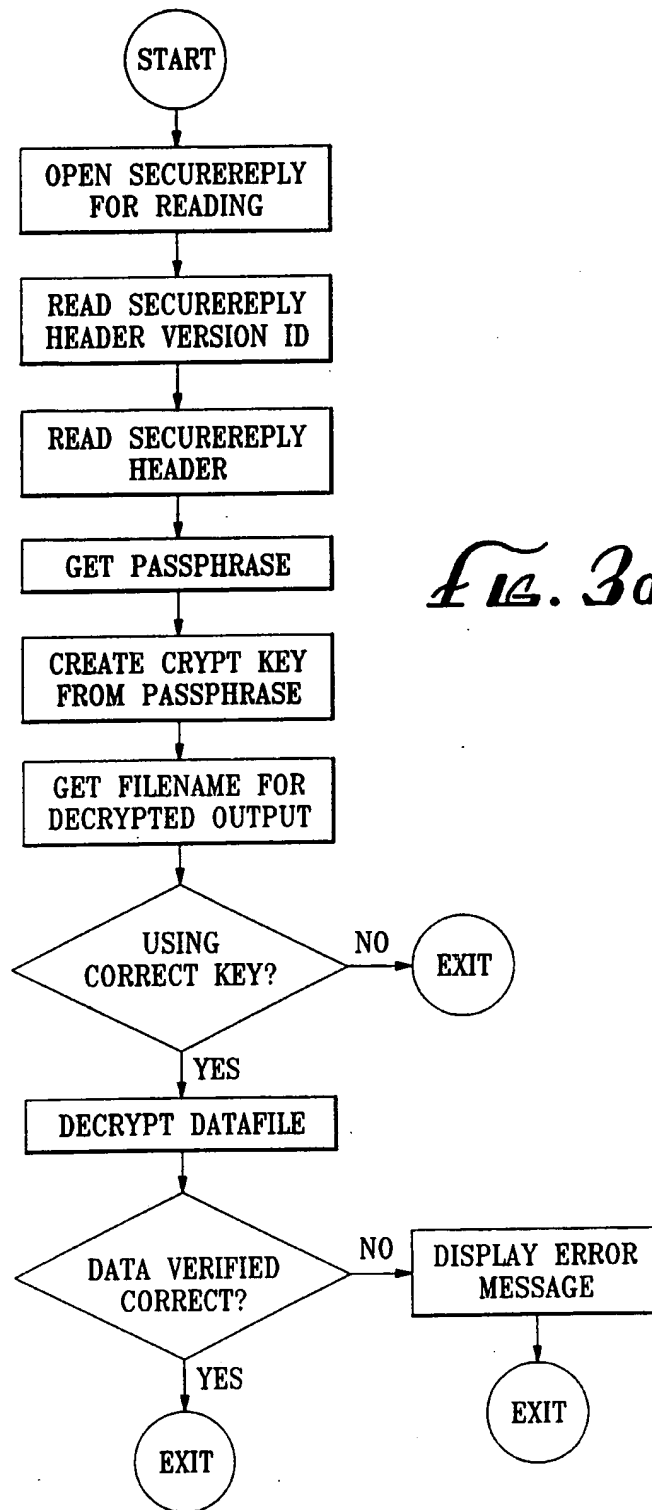 START
OPEN SECUREREPLY
FOR READING
READ SECUREREPLY
HEADER VERSION ID
READ SECUREREPLY
HEADER
GET PASSPHRASE
CREATE CRYPT KEY
FROM PASSPHRASE
GET FILENAME FOR
DECRYPTED OUTPUT
USING
CORRECT KEY?
NO
EXIT
YES
DECRYPT DATAFILE
DATA VERIFIED
CORRECT?
NO
DISPLAY ERROR
MESSAGE
EXIT
YES
EXIT
FIG. 3a